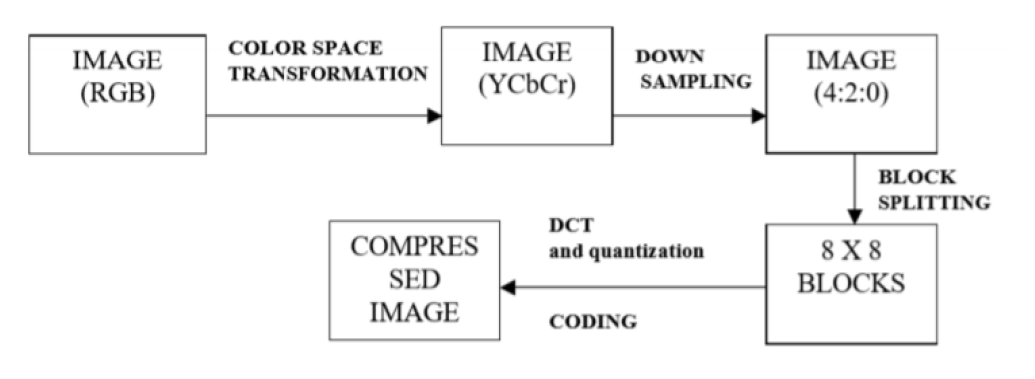 IMAGE
(RGB)
COLOR SPACE
TRANSFORMATION
IMAGE
(YCbCr)
DOWN
SAMPLING
IMAGE
(4:2:0)
BLOCK
SPLITTING
8 X 8
BLOCKS
DCT
and quantization
CODING
COMPRES
SED
IMAGE